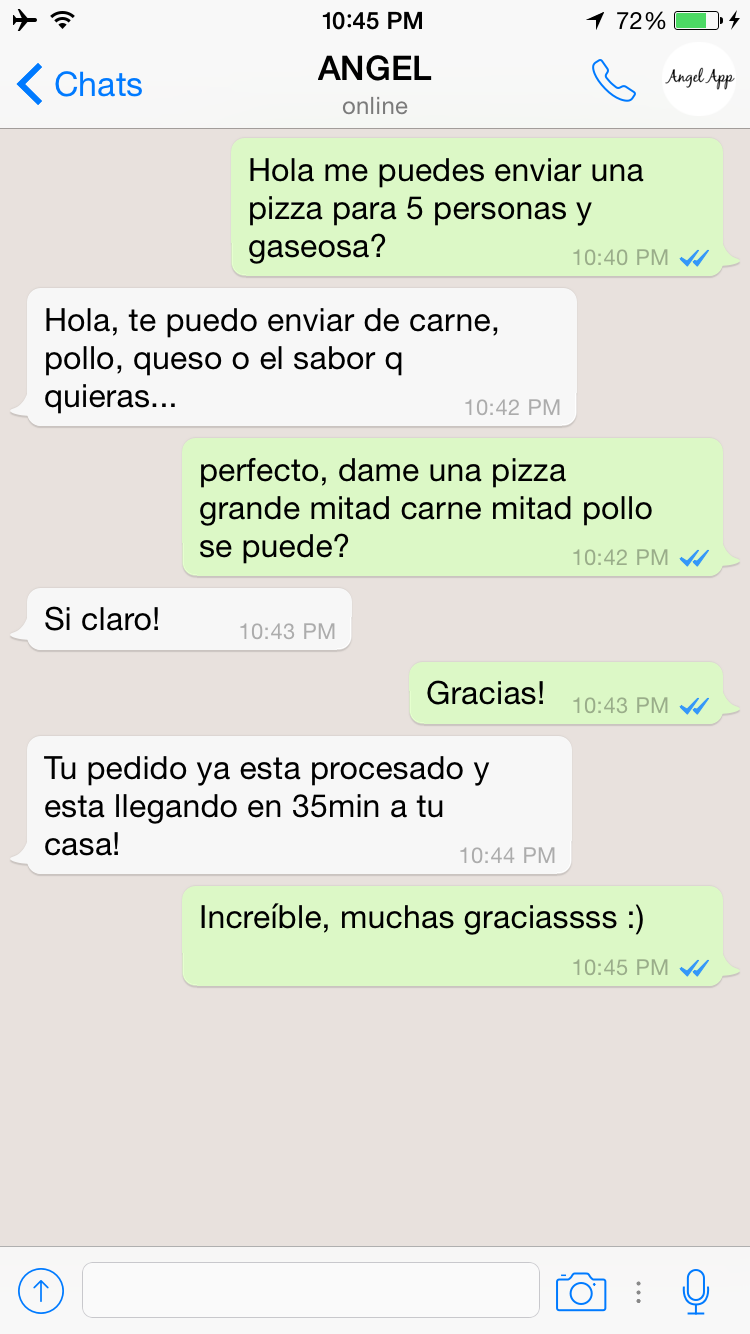 10:45 PM
72%
Chats
ANGEL
online
Angel App
Hola me puedes enviar una
pizza para 5 personas y
gaseosa?
10:40 PM
Hola, te puedo enviar de carne,
pollo, queso o el sabor q
quieras...
10:42 PM
perfecto, dame una pizza
grande mitad carne mitad pollo
se puede?
10:42 PM
Si claro!
10:43 PM
Gracias!
10:43 PM
Tu pedido ya esta procesado y
esta llegando en 35min a tu
casa!
10:44 PM
Increíble, muchas graciassss :)
10:45 PM